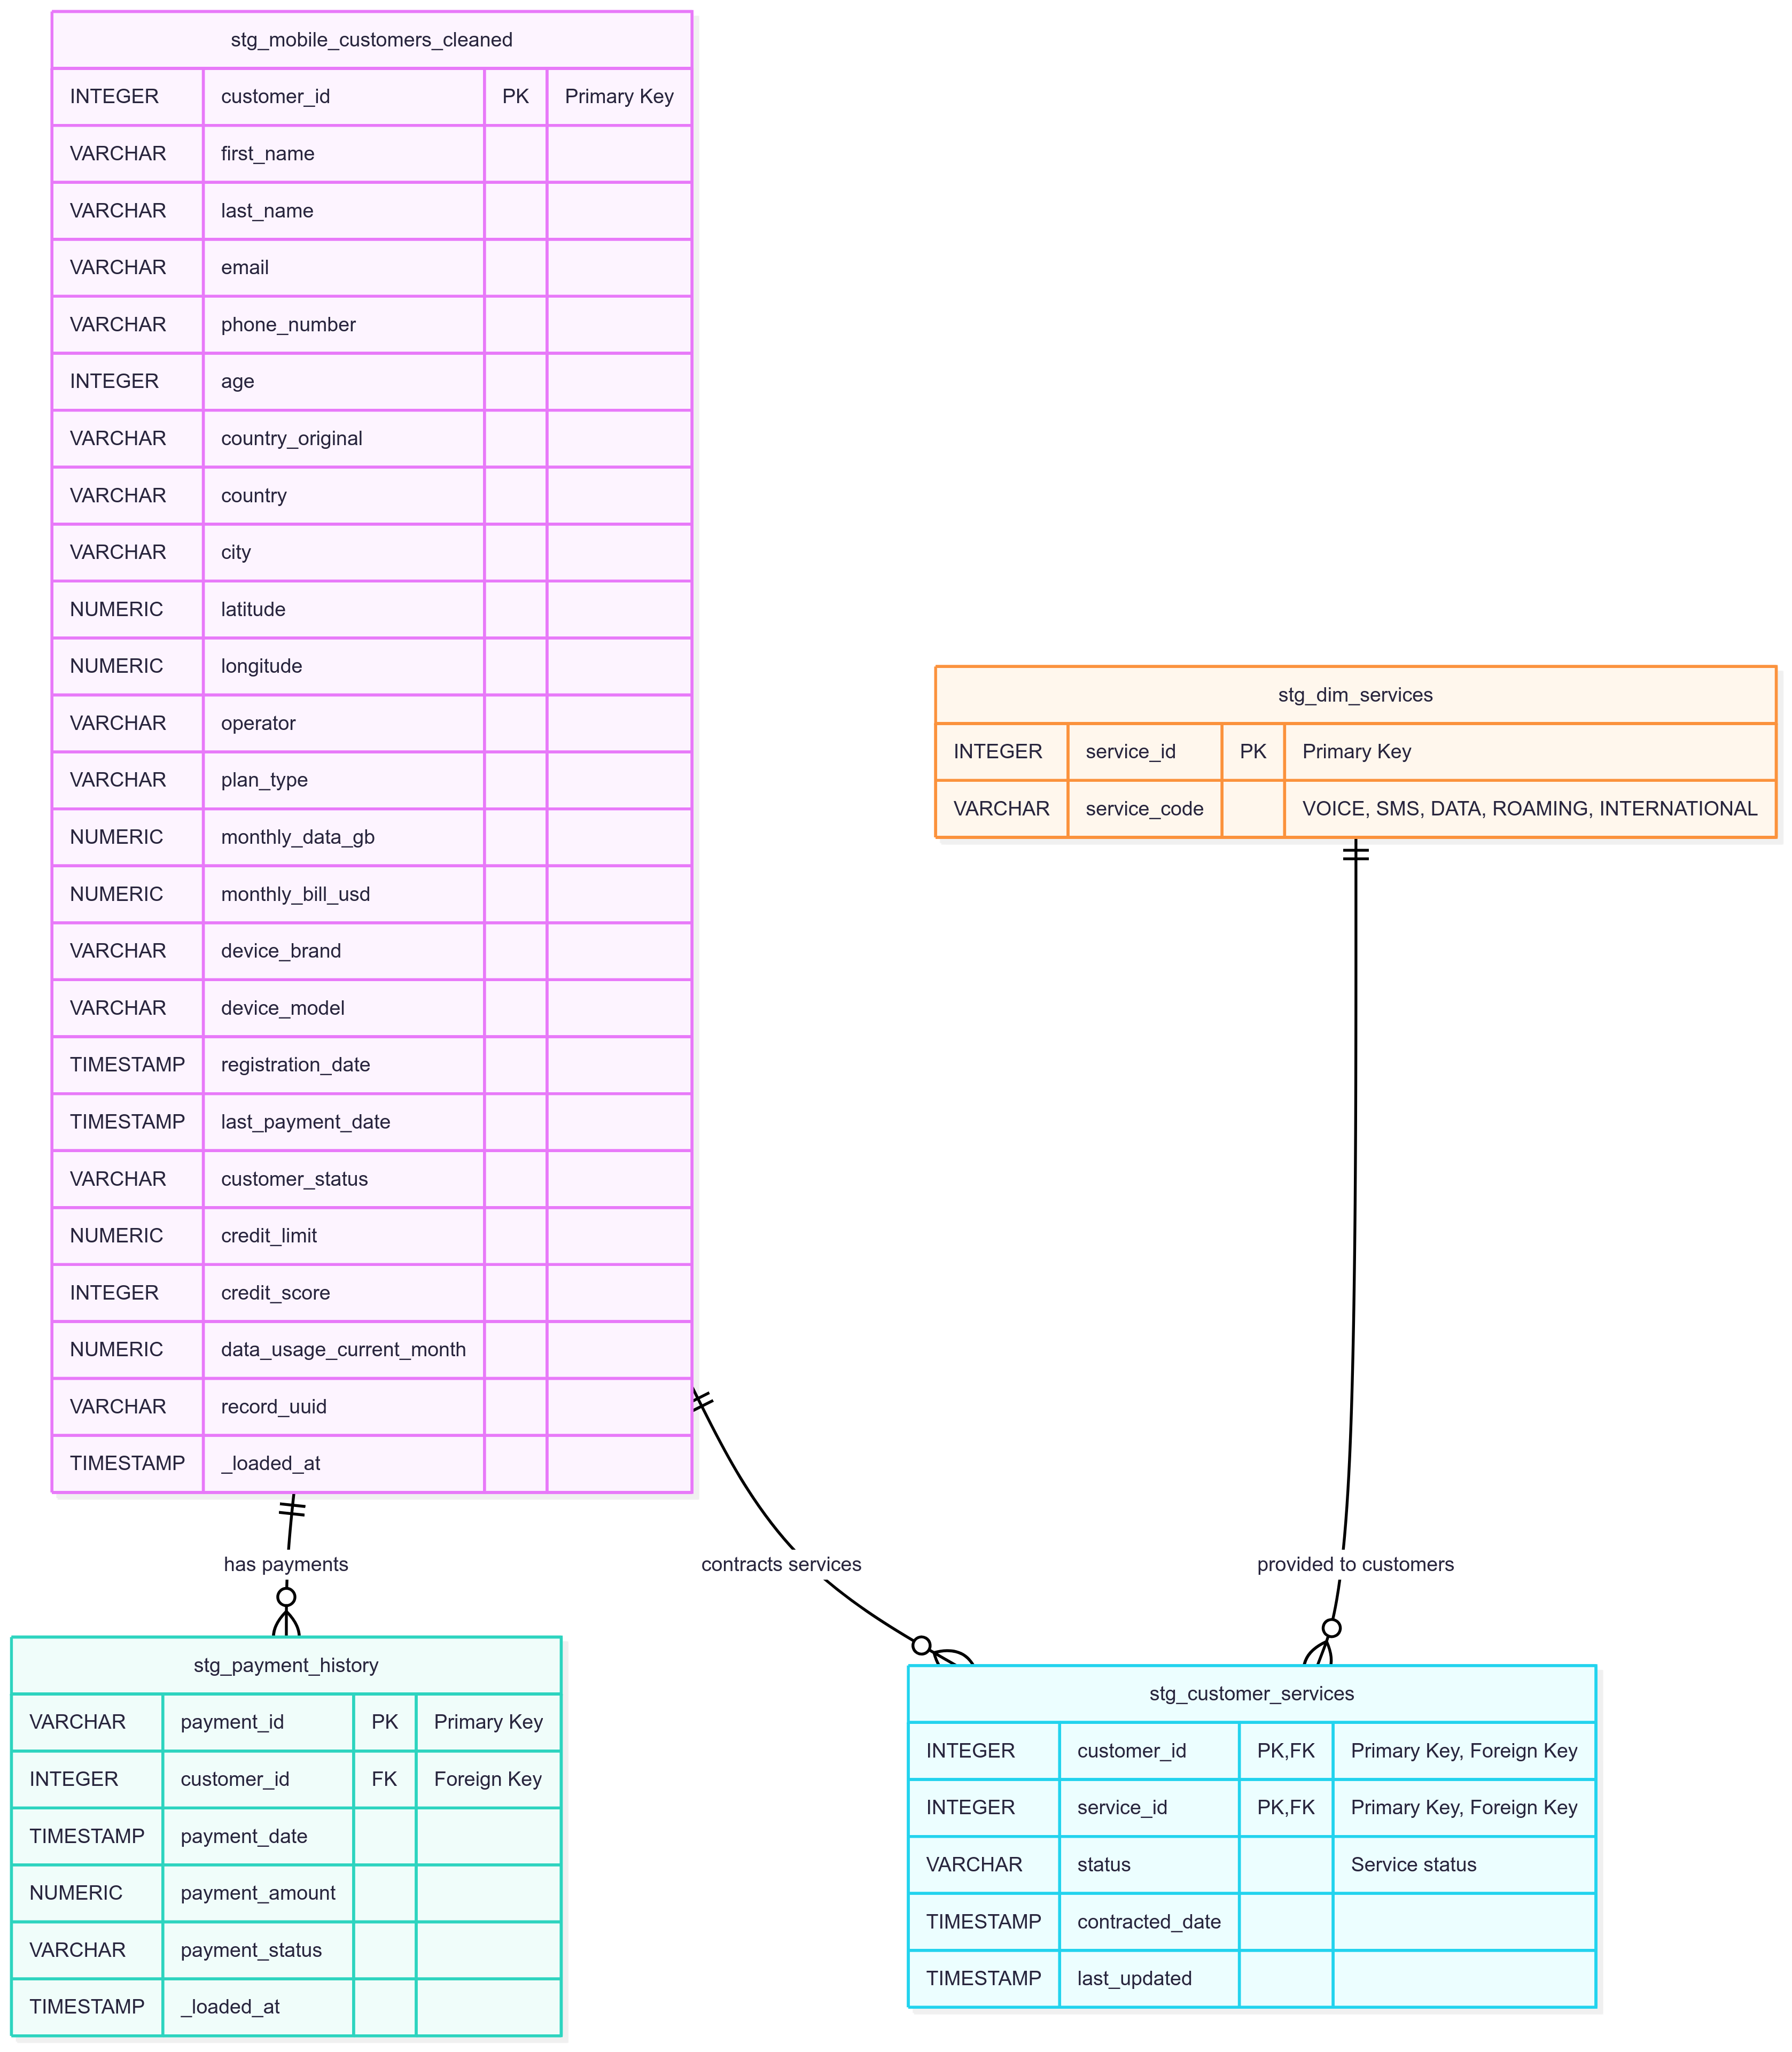 stg_mobile_customers_cleaned
INTEGER customer_id PK Primary Key
VARCHAR first_name
VARCHAR last_name
VARCHAR email
VARCHAR phone_number
INTEGER age
VARCHAR country_original
VARCHAR country
VARCHAR city
NUMERIC latitude
NUMERIC longitude
VARCHAR operator
VARCHAR plan_type
NUMERIC monthly_data_gb
NUMERIC monthly_bill_usd
VARCHAR device_brand
VARCHAR device_model
TIMESTAMP registration_date
TIMESTAMP last_payment_date
VARCHAR customer_status
NUMERIC credit_limit
INTEGER credit_score
NUMERIC data_usage_current_month
VARCHAR record_uuid
TIMESTAMP _loaded_at
stg_dim_services
INTEGER service_id PK Primary Key
VARCHAR service_code VOICE, SMS, DATA, ROAMING, INTERNATIONAL
has payments
contracts services
provided to customers
stg_payment_history
VARCHAR payment_id PK Primary Key
INTEGER customer_id FK Foreign Key
TIMESTAMP payment_date
NUMERIC payment_amount
VARCHAR payment_status
TIMESTAMP _loaded_at
stg_customer_services
INTEGER customer_id PK,FK Primary Key, Foreign Key
INTEGER service_id PK,FK Primary Key, Foreign Key
VARCHAR status Service status
TIMESTAMP contracted_date
TIMESTAMP last_updated